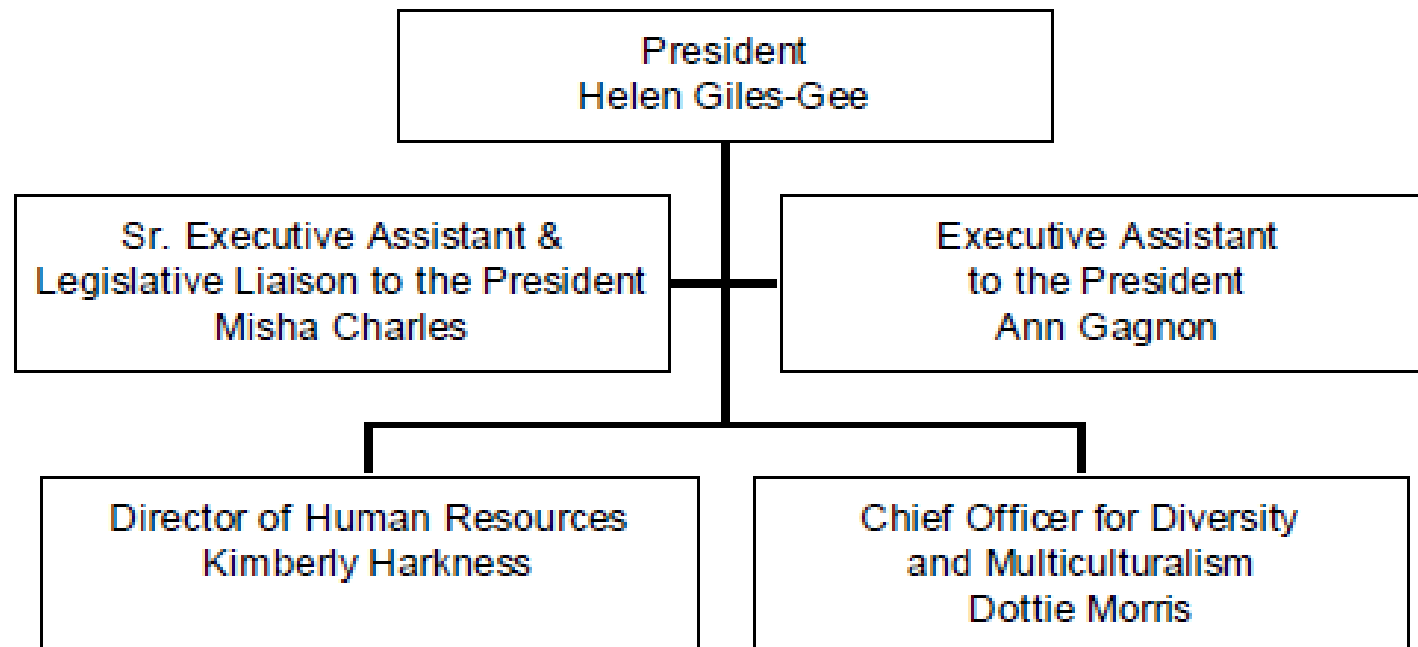 President
Helen Giles-Gee
Sr. Executive Assistant &
Legislative Liaison to the President
Misha Charles
Executive Assistant
to the President
Ann Gagnon
Director of Human Resources
Kimberly Harkness
Chief Officer for Diversity
and Multiculturalism
Dottie Morris